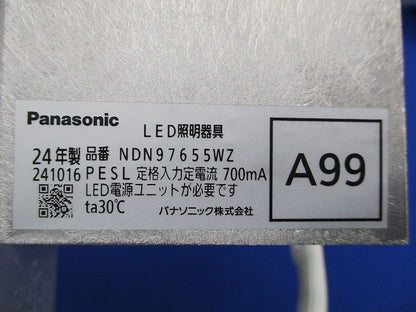 Panasonic LED照明器具
24年製 品番 NDN97655WZ
241016 PESL 定格入力定電流 700mA
LED電源ユニットが必要です
ta30℃
パナソニック株式会社
A99